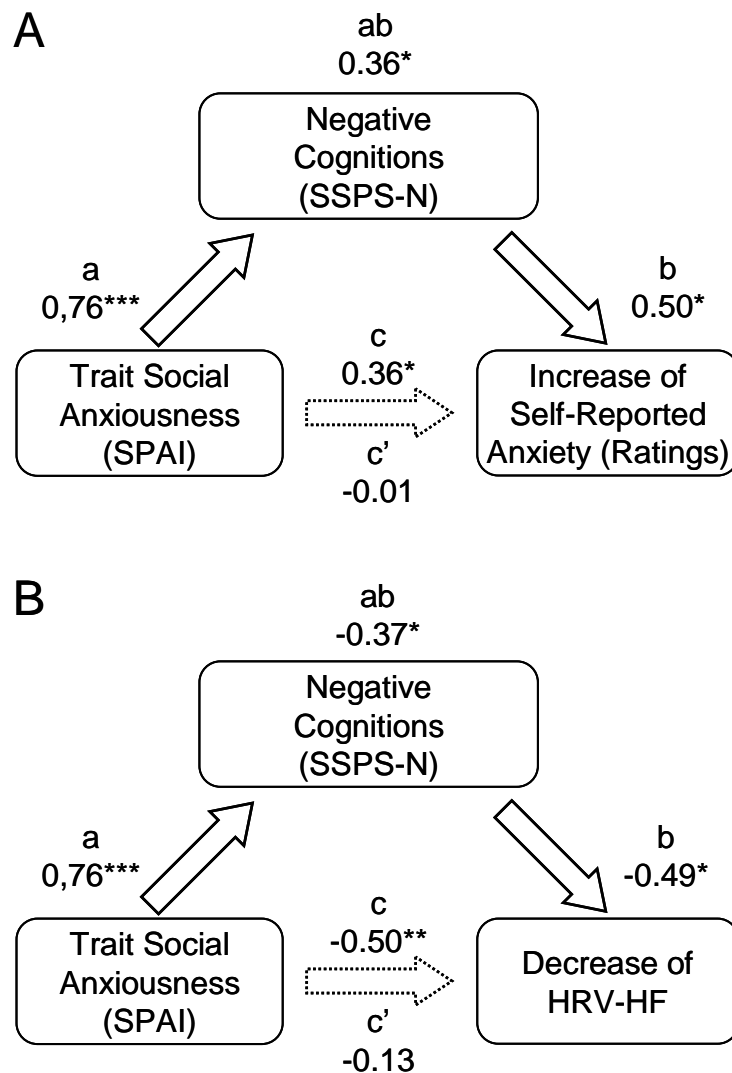 A
ab
0.36*
Negative
Cognitions
(SSPS-N)
a
0,76***
b
0.50*
c
0.36*
Trait Social
Anxiousness
(SPAI)
c’
-0.01
Increase of
Self-Reported
Anxiety (Ratings)
B
ab
-0.37*
Negative
Cognitions
(SSPS-N)
a
0,76***
b
-0.49*
c
-0.50**
Trait Social
Anxiousness
(SPAI)
c’
-0.13
Decrease of
HRV-HF